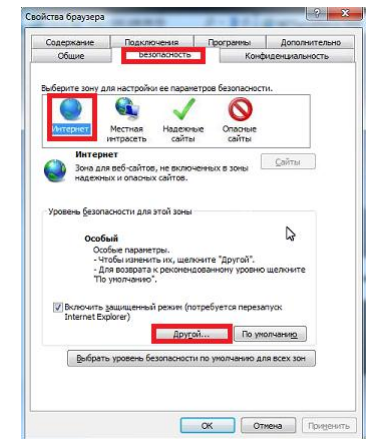 Свойства браузера
Содержание Подключения Программы Дополнительно
Общие Безопасность Конфиденциальность
Выберите зону для настройки ее параметров безопасности.
Интернет Местная интрасеть Надежные сайты Опасные сайты
Интернет
Зона для веб-сайтов, не включенных в зоны
надежных и опасных сайтов.
Сайты
Уровень безопасности для этой зоны
Особый
Особые параметры.
- Чтобы изменить их, щелкните "Другой".
- Для возврата к рекомендованному уровню щелкните
"По умолчанию".
Включить защищенный режим (потребуется перезапуск
Internet Explorer)
Другой... По умолчанию
Выбрать уровень безопасности по умолчанию для всех зон
ОК Отмена Применить